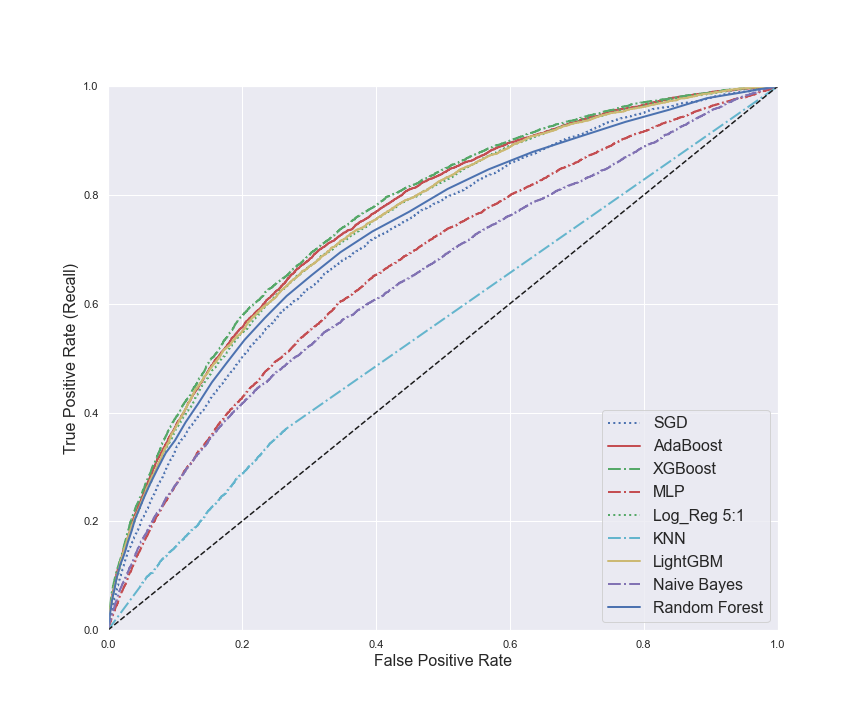 1.0
0.8
0.6
0.4
0.2
0.0
True Positive Rate (Recall)
0.0 0.2 0.4 0.6 0.8 1.0
False Positive Rate
SGD
AdaBoost
XGBoost
MLP
Log_Reg 5:1
KNN
LightGBM
Naive Bayes
Random Forest